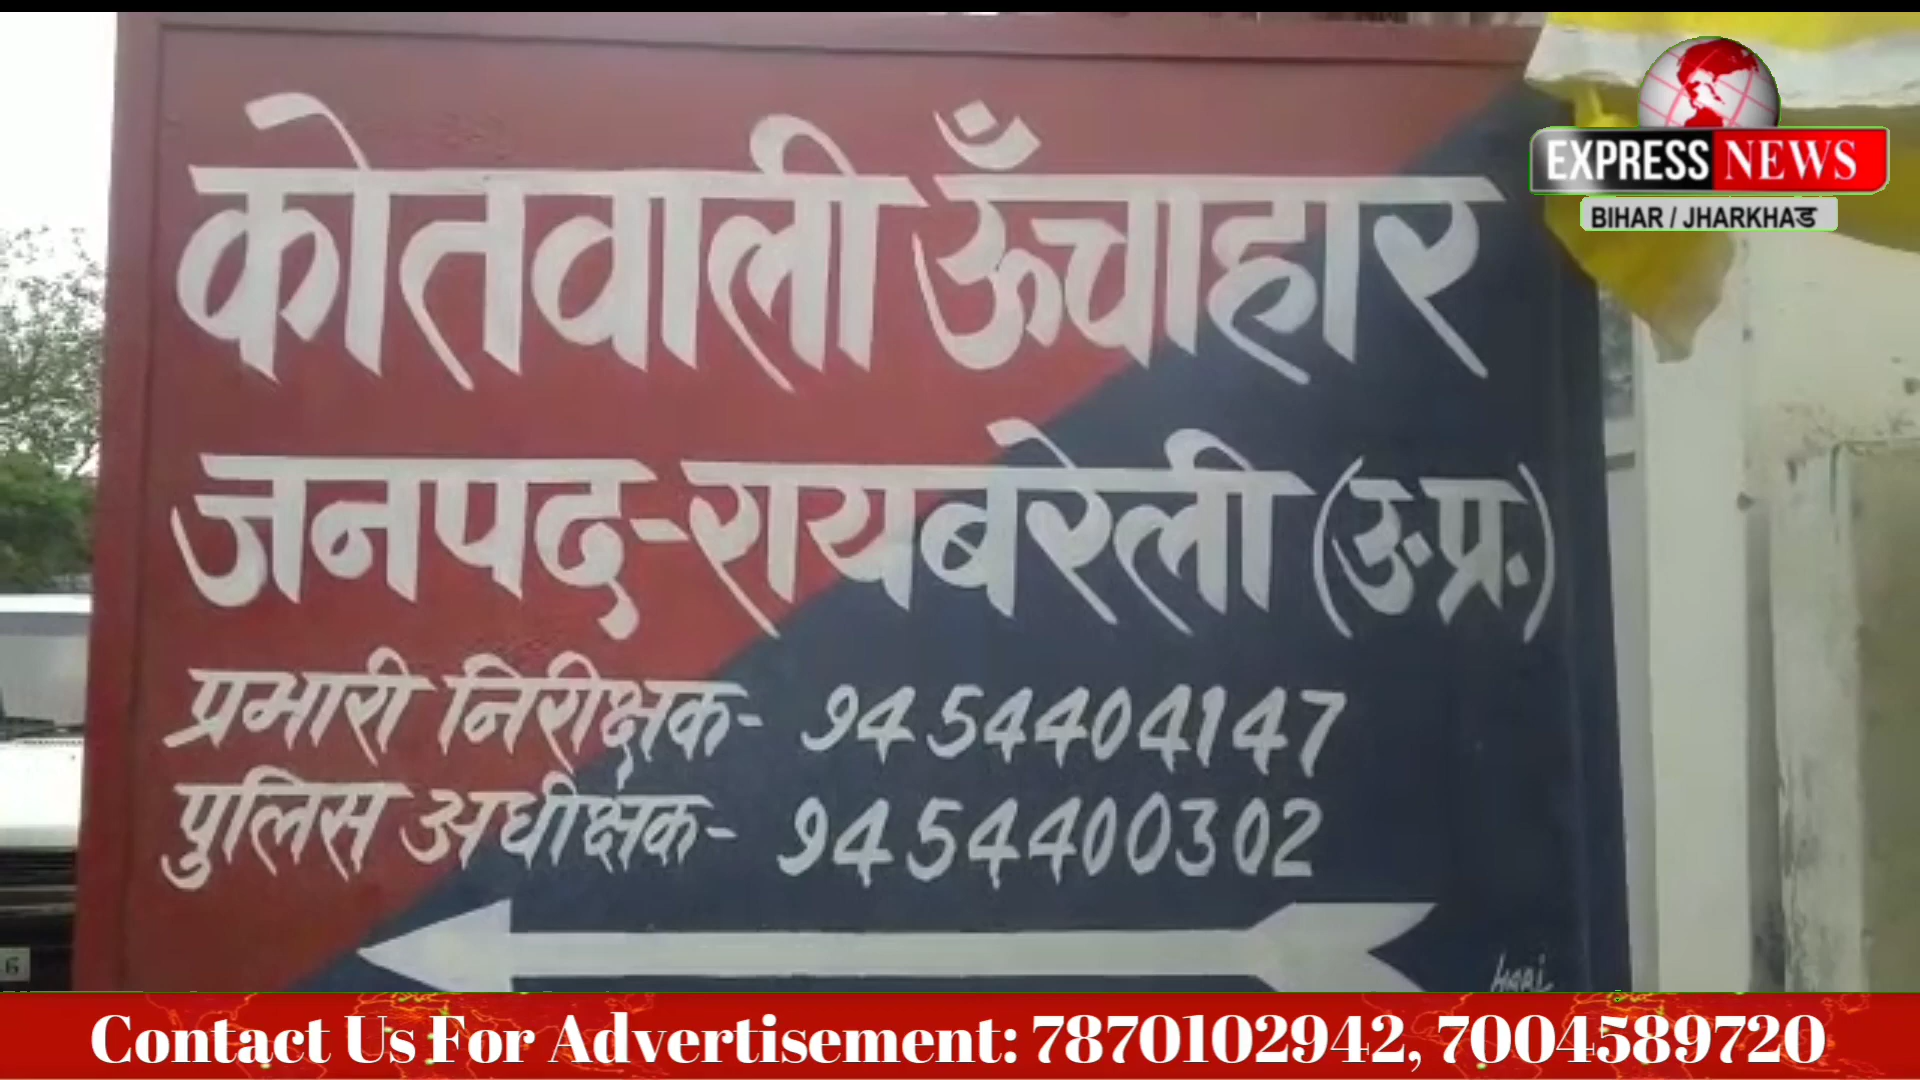 कोतवाली ऊँचाहार
EXPRESS NEWS
BIHAR / JHARKHAड
जनपद-रायबरेली (उ॰प्र॰)
प्रभारी निरीक्षक- 9454404147
पुलिस अधीक्षक- 9454400302
Contact Us For Advertisement: 7870102942, 7004589720